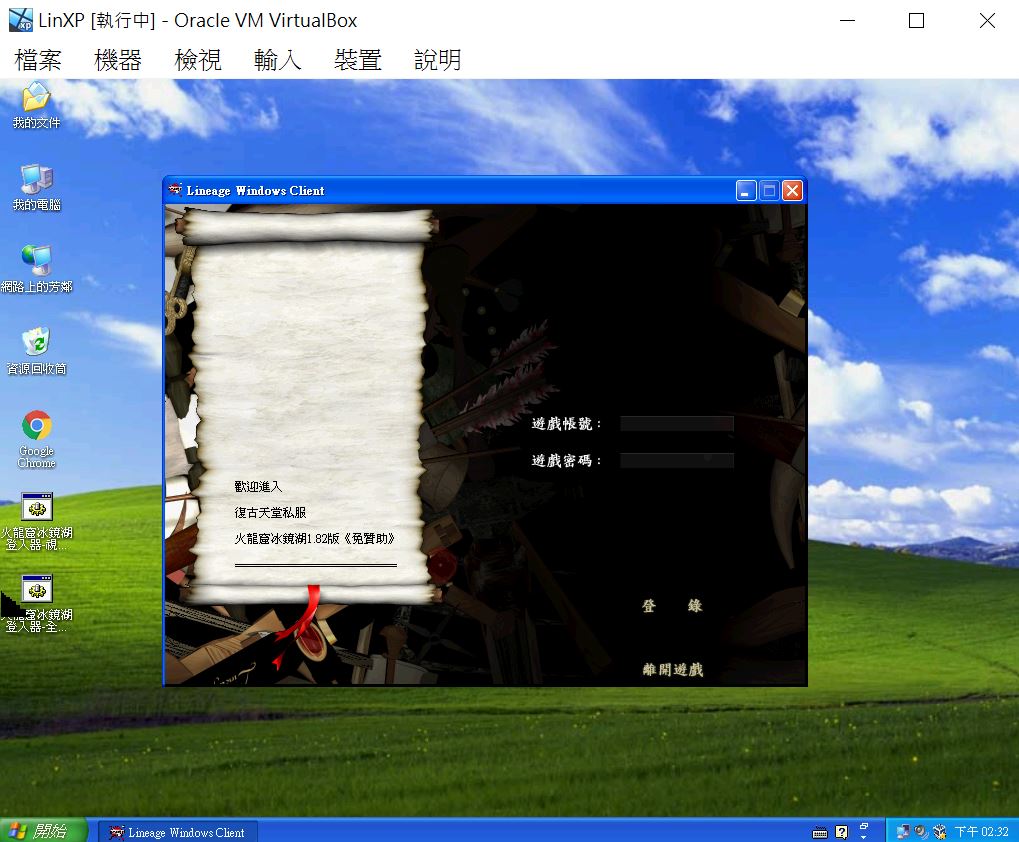 LinXP [執行中] - Oracle VM VirtualBox
檔案 機器 檢視 輸入 裝置 說明
我的文件
我的電腦
網路上的芳鄰
資源回收筒
Google
Chrome
火龍窟冰鏡湖
登入器-視...
窟冰鏡湖
登入器-全...
Lineage Windows Client
歡迎進入
復古天堂私服
火龍窟冰鏡湖1.82版《免贊助》
遊戲帳號：
遊戲密碼：
登 錄
離開遊戲
開始
Lineage Windows Client
下午 02:32